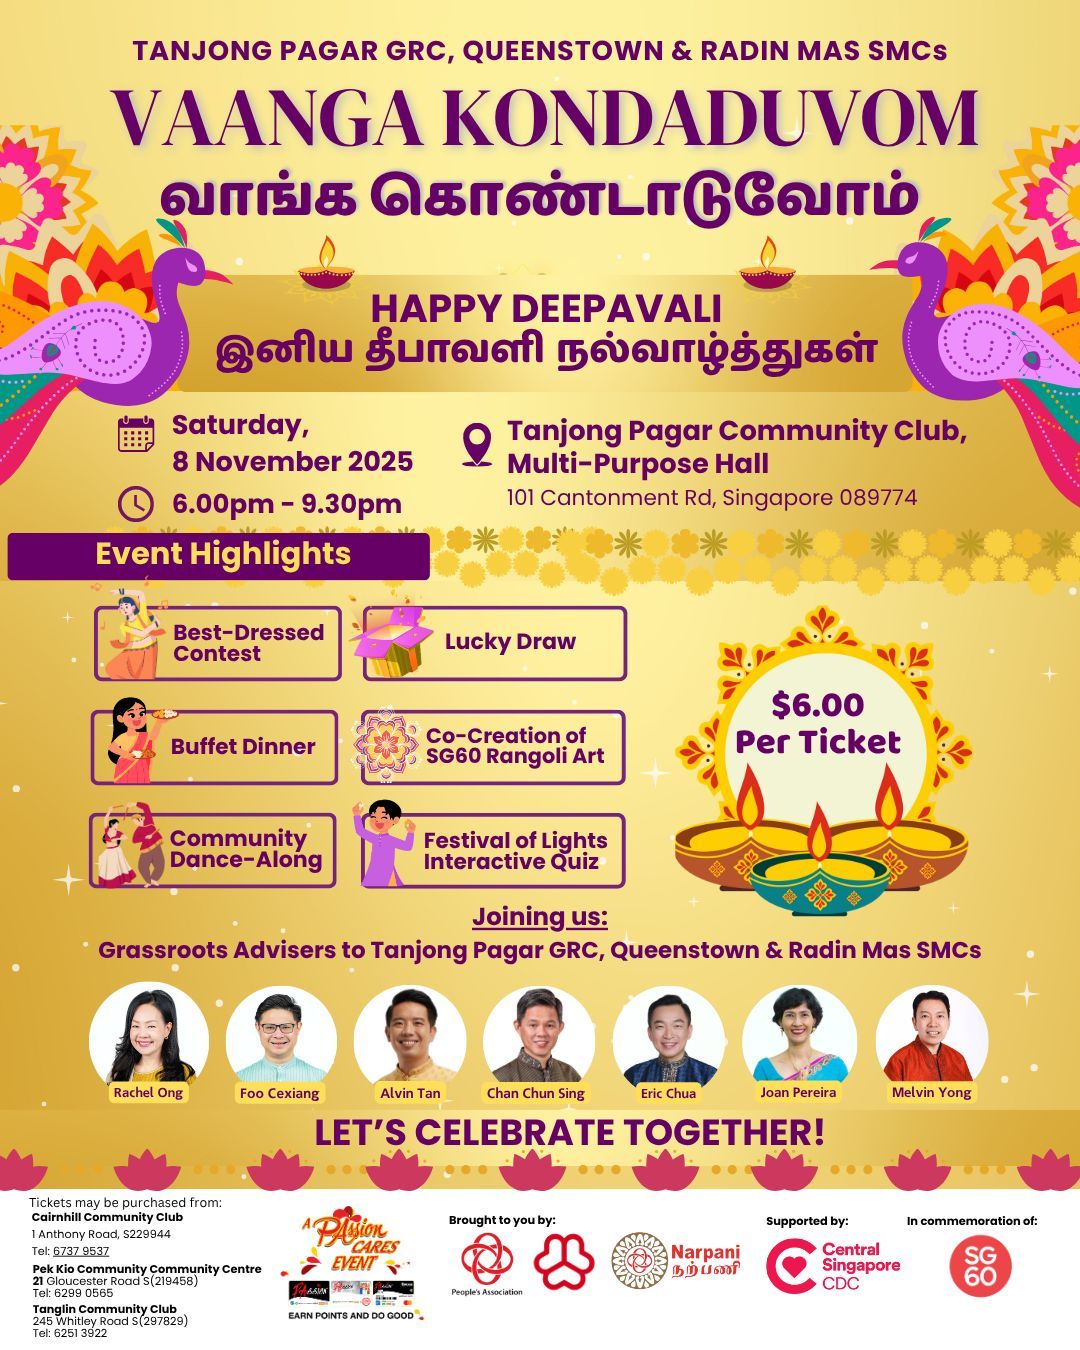 TANJONG PAGAR GRC, QUEENSTOWN & RADIN MAS SMCs
VAANGA KONDADUVOM
வாங்க கொண்டாடுவோம்
HAPPY DEEPAVALI
இனிய தீபாவளி நல்வாழ்த்துகள்
Saturday,
8 November 2025
6.00pm - 9.30pm
Tanjong Pagar Community Club,
Multi-Purpose Hall
101 Cantonment Rd, Singapore 089774
Event Highlights
Best-Dressed
Contest
Lucky Draw
Buffet Dinner
Co-Creation of
SG60 Rangoli Art
Community
Dance-Along
Festival of Lights
Interactive Quiz
$6.00
Per Ticket
Joining us:
Grassroots Advisers to Tanjong Pagar GRC, Queenstown & Radin Mas SMCs
Rachel Ong
Foo Cexiang
Alvin Tan
Chan Chun Sing
Eric Chua
Joan Pereira
Melvin Yong
LET'S CELEBRATE TOGETHER!
Tickets may be purchased from:
Cairnhill Community Club
1 Anthony Road, S229944
Tel: 6737 9537
Pek Kio Community Community Centre
21 Gloucester Road S(219458)
Tel: 6299 0565
Tanglin Community Club
245 Whitley Road S(297829)
Tel: 6251 3922
A
PAssion
CARES
EVENT
EARN POINTS AND DO GOOD
Brought to you by:
People's Association
Narpani
நற்பணி
Supported by:
Central
Singapore
CDC
In commemoration of:
SG
60